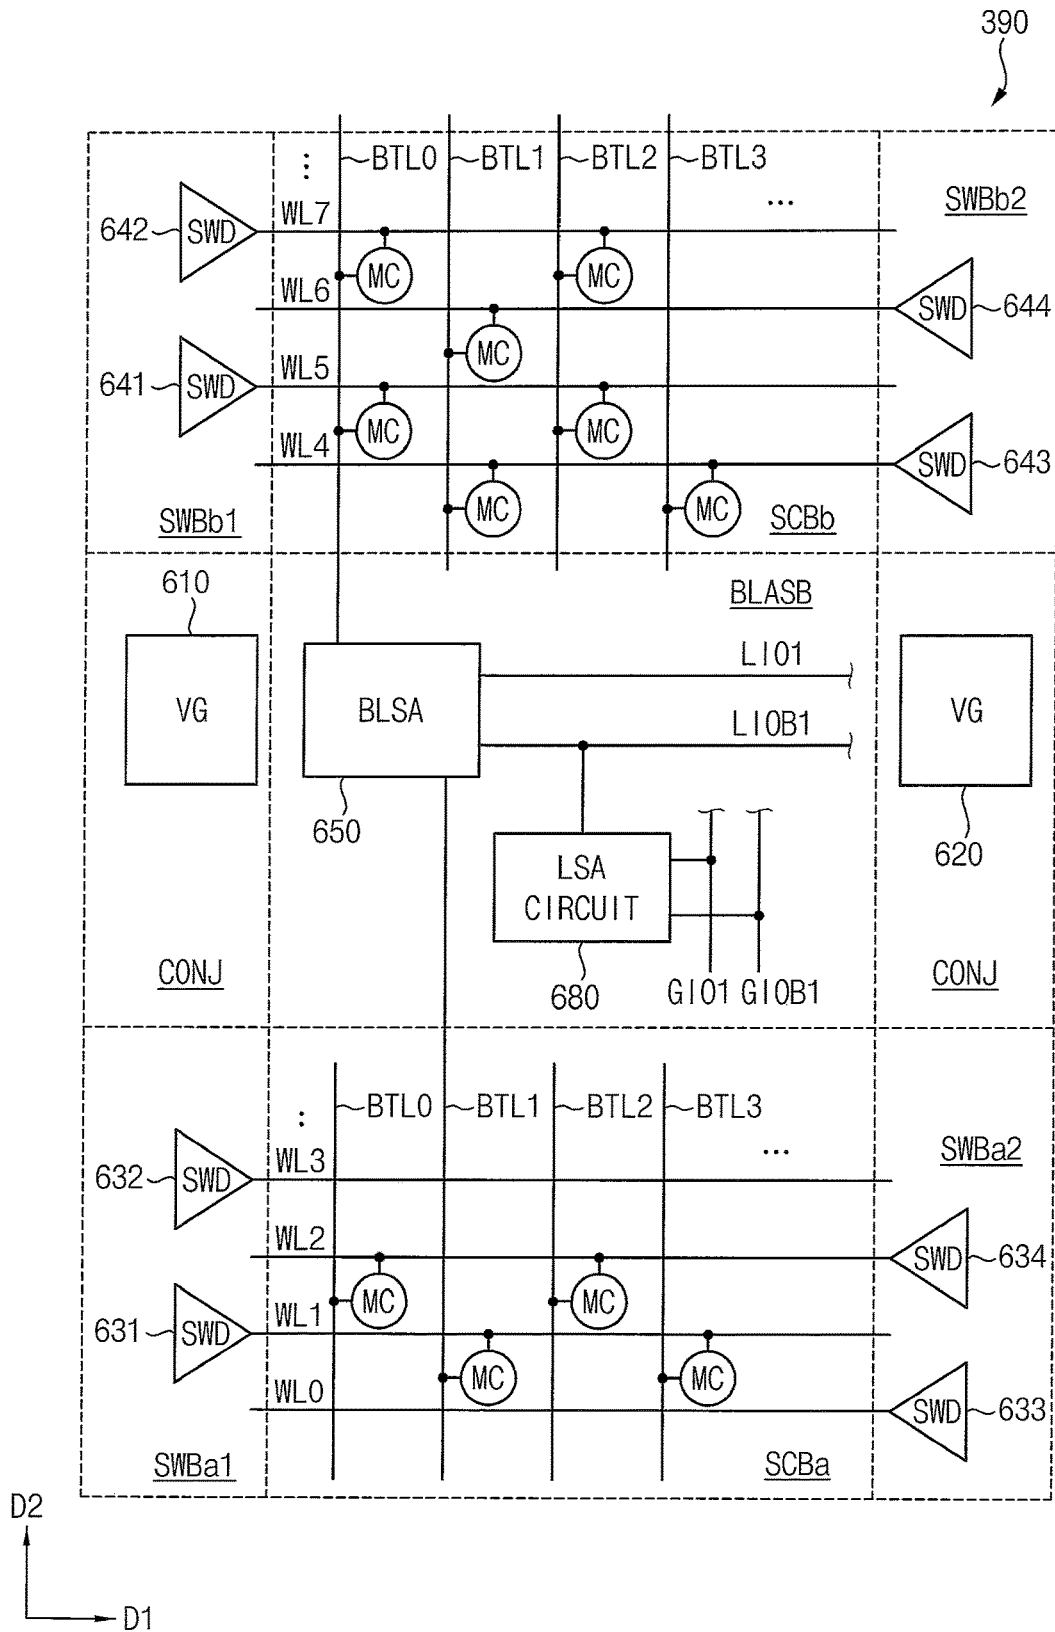 390
BTL0 BTL1 BTL2 BTL3
...
SWBb2
WL7
...
642 SWD
MC MC
WL6
SWD 644
MC
641 SWD
WL5
MC MC
WL4
SWD 643
MC MC
SWBb1
SCBb
610
BLASB
VG
BLSA
LIO1
LIOB1
VG
650
620
LSA
CIRCUIT
CONJ
680
GIO1 GIOB1
CONJ
BTL0 BTL1 BTL2 BTL3
:
SWBa2
632 SWD
WL3
...
WL2
SWD 634
MC MC
631 SWD
WL1
MC MC
WL0
SWD 633
SWBa1
SCBa
D2
D1